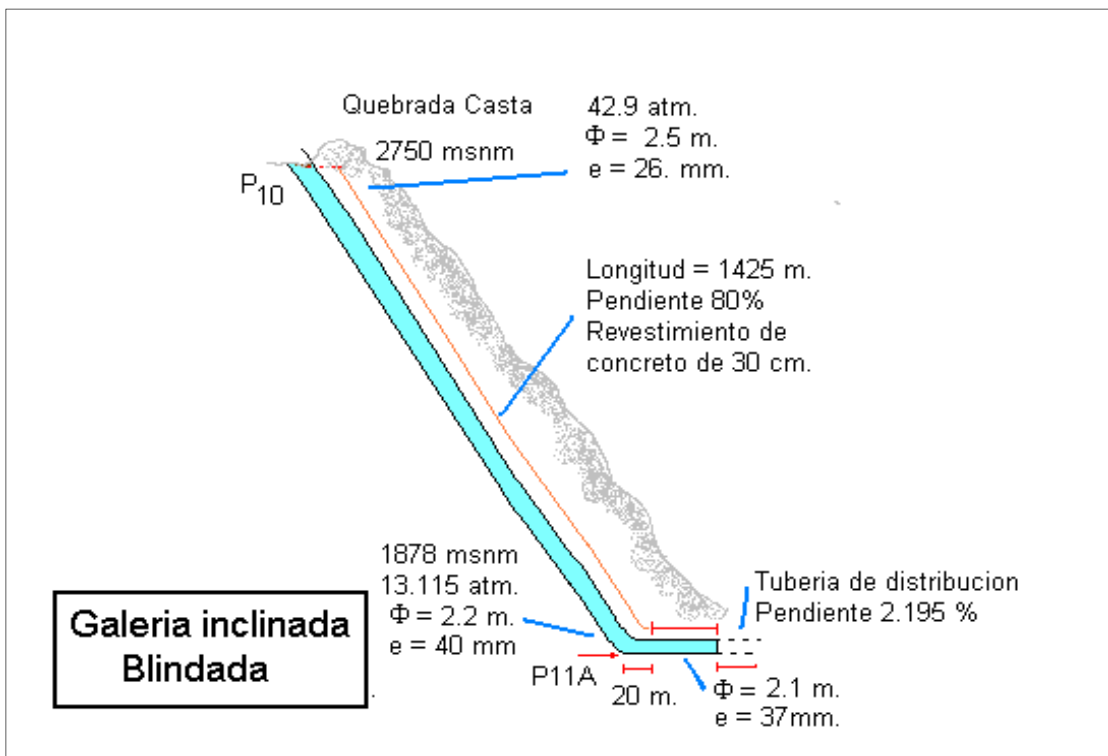 Quebrada Casta
2750 msnm
42.9 atm.
Φ = 2.5 m.
e = 26. mm.
P10
Longitud = 1425 m.
Pendiente 80%
Revestimiento de
concreto de 30 cm.
1878 msnm
13.115 atm.
Φ = 2.2 m.
e = 40 mm
Tuberia de distribucion
Pendiente 2.195 %
Galeria inclinada
Blindada
P11A
20 m.
Φ = 2.1 m.
e = 37mm.